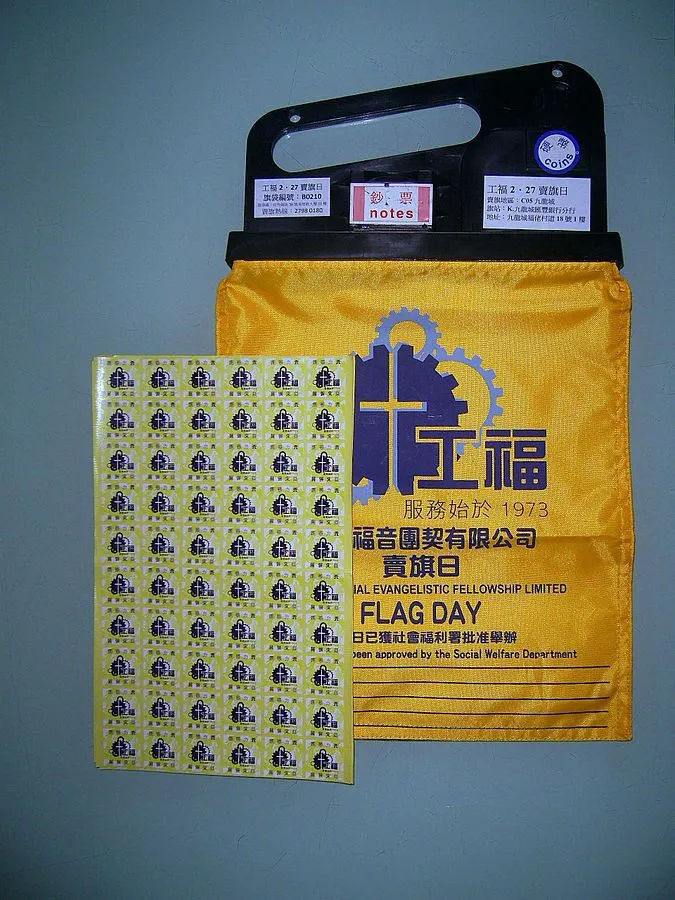 硬幣
coins
工福 2．27 賣旗日
旗袋編號：B0210
賣旗熱線：2798 0180
鈔 票
notes
工福 2．27 賣旗日
賣旗地區：C05 九龍城
旗站：K.九龍城匯豐銀行分行
地址：九龍城福佬村道 18 號 1 樓
工福
服務始於 1973
福音團契有限公司
賣旗日
IAL EVANGELISTIC FELLOWSHIP LIMITED
FLAG DAY
日已獲社會福利署批准舉辦
been approved by the Social Welfare Department
工福